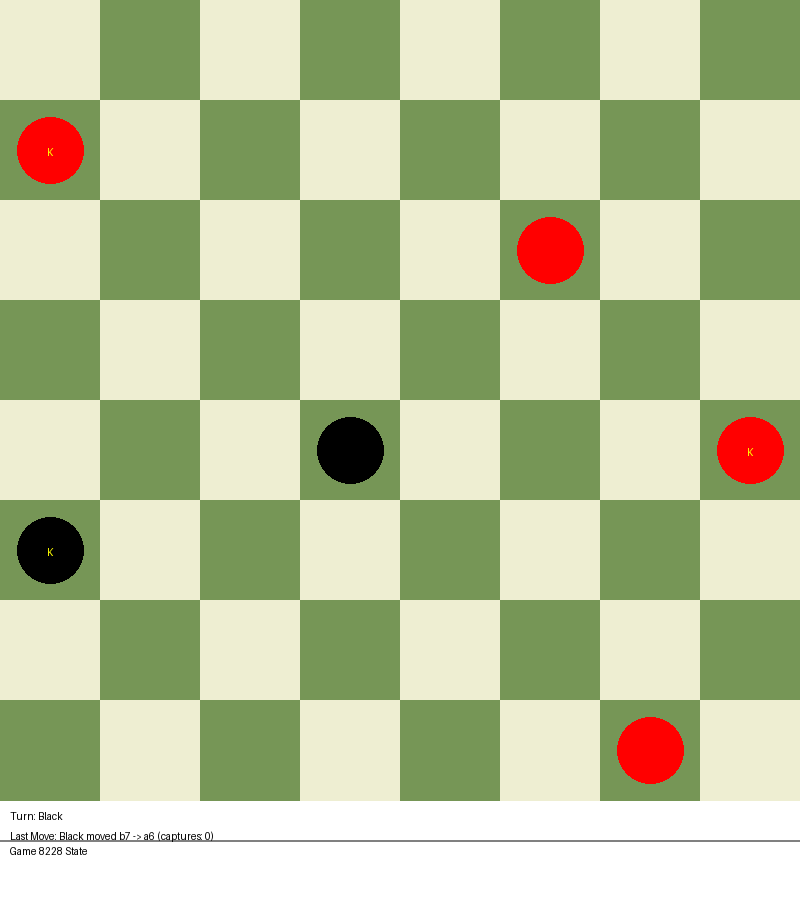 K
K
K
Turn: Black
Last Move: Black moved b7 -> a6 (captures: 0)
Game 8228 State